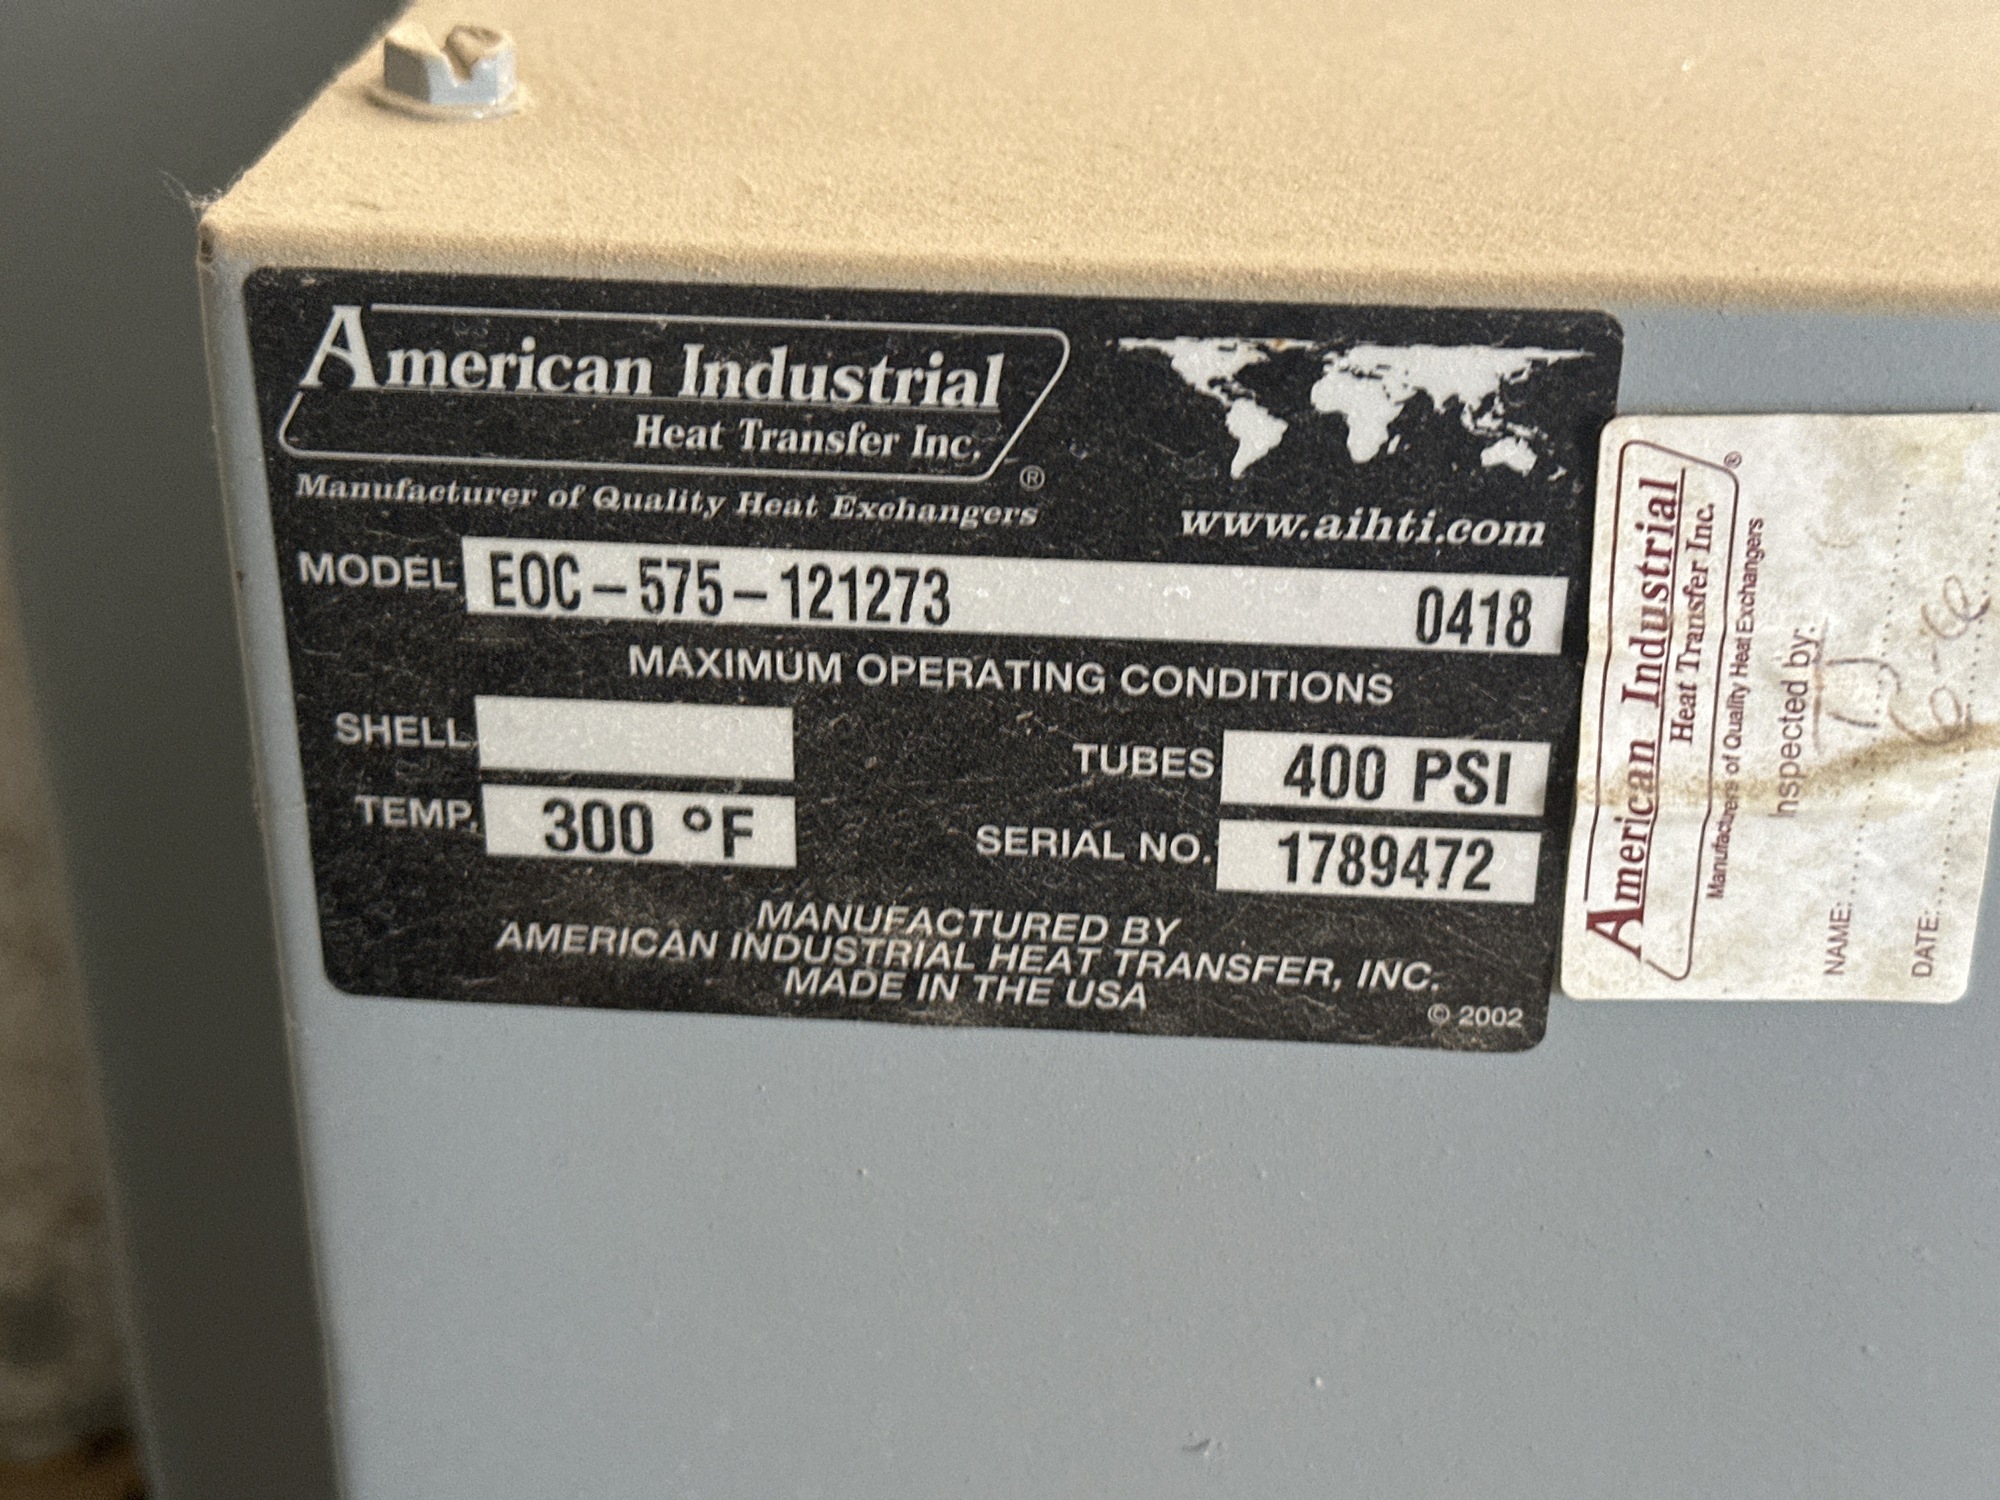 American Industrial
Heat Transfer Inc.
®
Manufacturer of Quality Heat Exchangers
www.aihti.com
MODEL EOC-575-121273 0418
MAXIMUM OPERATING CONDITIONS
SHELL
TUBES 400 PSI
TEMP. 300 °F
SERIAL NO. 1789472
MANUFACTURED BY
AMERICAN INDUSTRIAL HEAT TRANSFER, INC.
MADE IN THE USA
© 2002
American Industrial
Heat Transfer Inc.
®
Manufacturers of Quality Heat Exchangers
Inspected by:
NAME:
DATE: